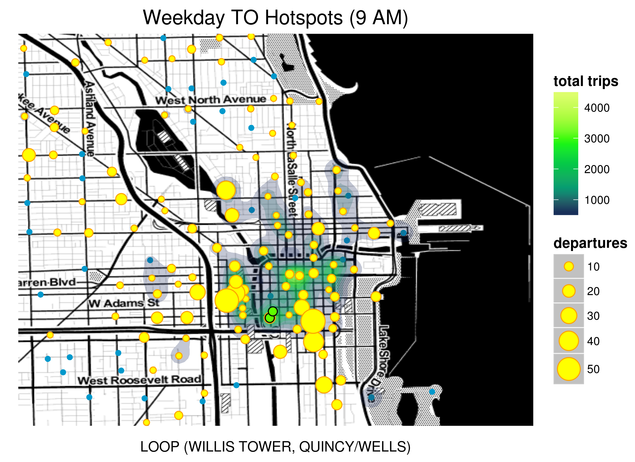 Weekday TO Hotspots (9 AM)
West North Avenue
Ashland Avenue
kee Avenue
North LaSalle Street
arren Blvd
W Adams St
West Roosevelt Road
Lake Shore Drive
total trips
4000
3000
2000
1000
departures
10
20
30
40
50
LOOP (WILLIS TOWER, QUINCY/WELLS)